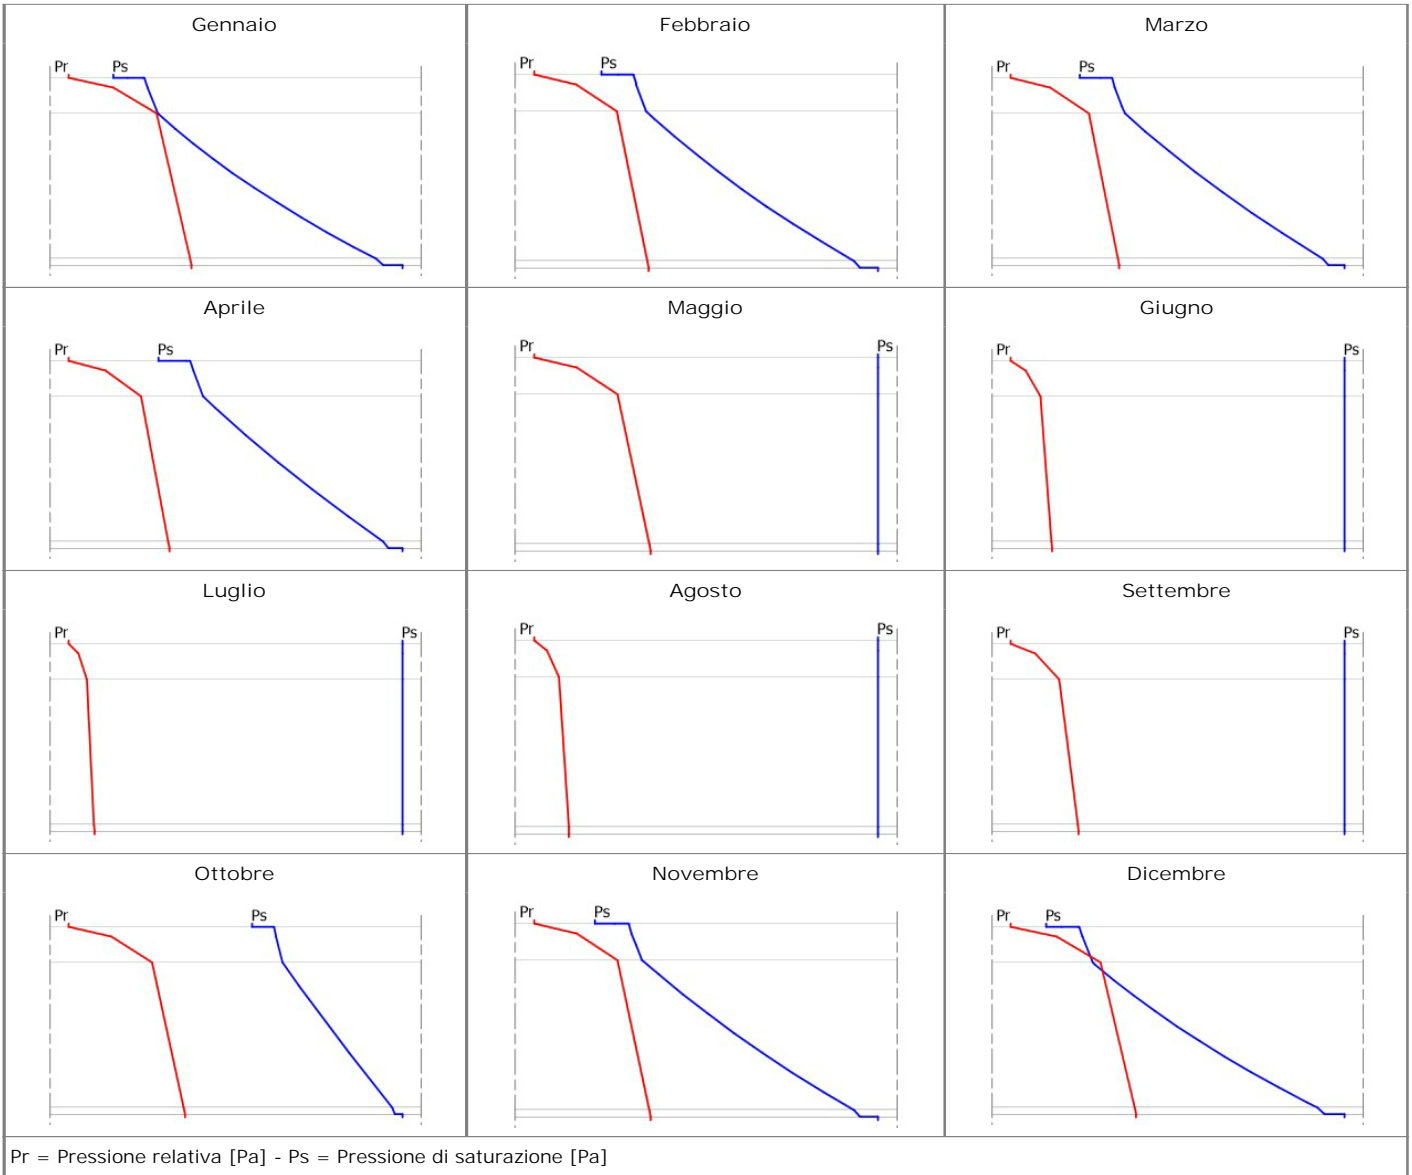 Gennaio
Febbraio
Marzo
Pr
Ps
Pr
Ps
Pr
Ps
Aprile
Maggio
Giugno
Pr
Ps
Pr
Ps
Pr
Ps
Luglio
Agosto
Settembre
Pr
Ps
Pr
Ps
Pr
Ps
Ottobre
Novembre
Dicembre
Pr
Ps
Pr
Ps
Pr
Ps
Pr = Pressione relativa [Pa] - Ps = Pressione di saturazione [Pa]